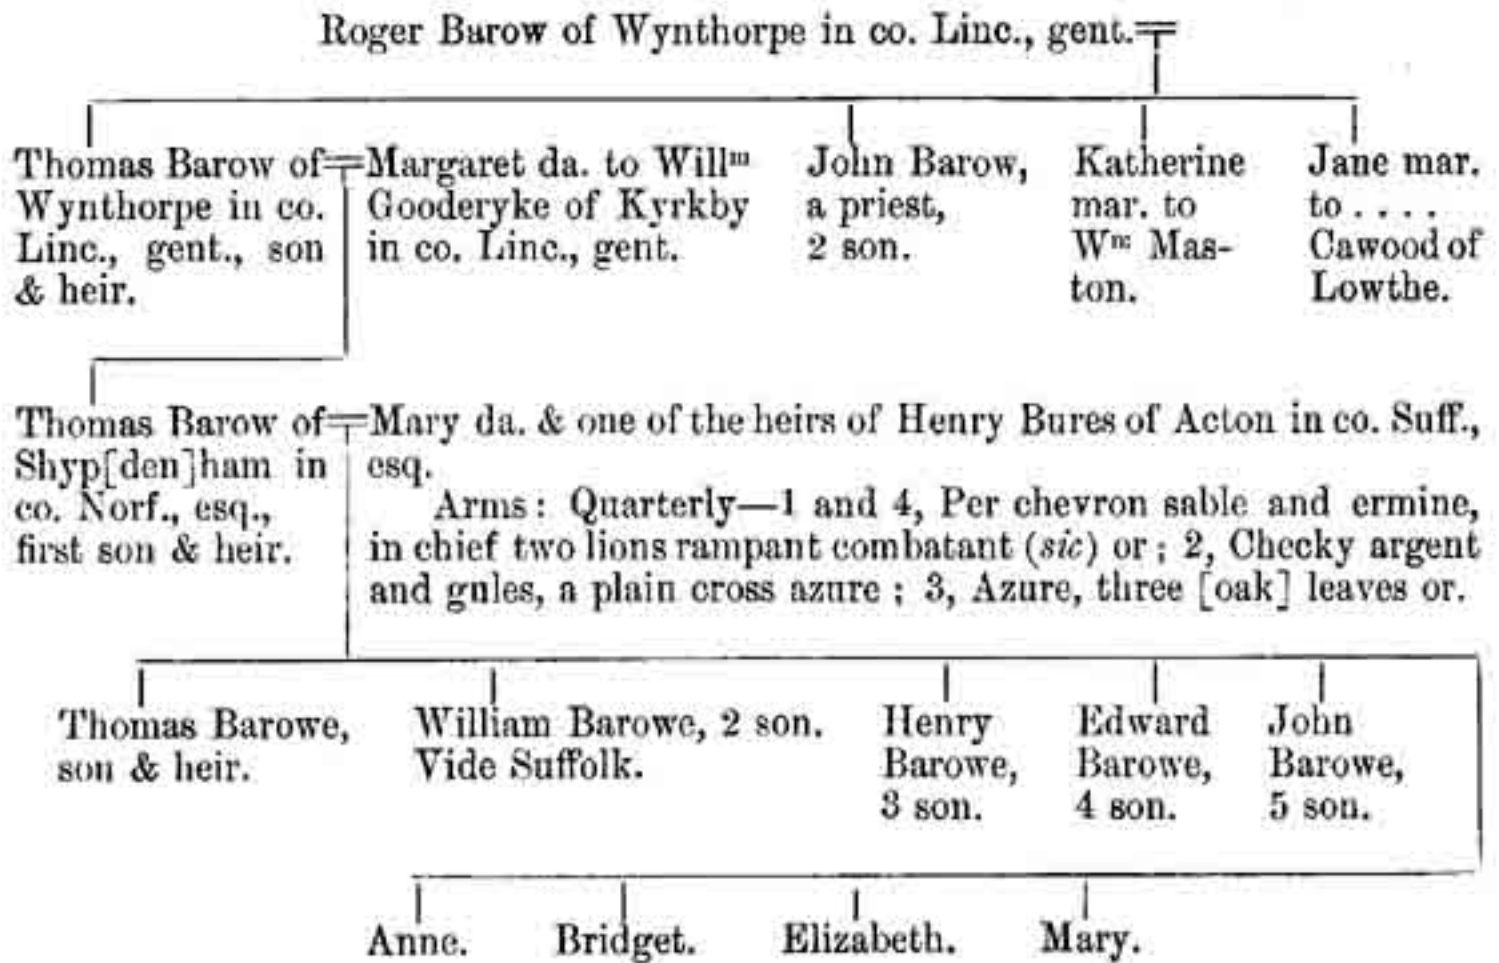 Roger Barow of Wynthorpe in co. Linc., gent.
Thomas Barow of
Wynthorpe in co.
Linc., gent., son
& heir.
Margaret da. to Willᵐ
Gooderyke of Kyrkby
in co. Linc., gent.
John Barow,
a priest,
2 son.
Katherine
mar. to
Wᵐ Mas-
ton.
Jane mar.
to . . . .
Cawood of
Lowthe.
Thomas Barow of
Shyp[den]ham in
co. Norf., esq.,
first son & heir.
Mary da. & one of the heirs of Henry Bures of Acton in co. Suff.,
esq.
Arms: Quarterly—1 and 4, Per chevron sable and ermine,
in chief two lions rampant combatant (sic) or; 2, Checky argent
and gules, a plain cross azure; 3, Azure, three [oak] leaves or.
Thomas Barowe,
son & heir.
William Barowe, 2 son.
Vide Suffolk.
Henry
Barowe,
3 son.
Edward
Barowe,
4 son.
John
Barowe,
5 son.
Anne. Bridget. Elizabeth. Mary.